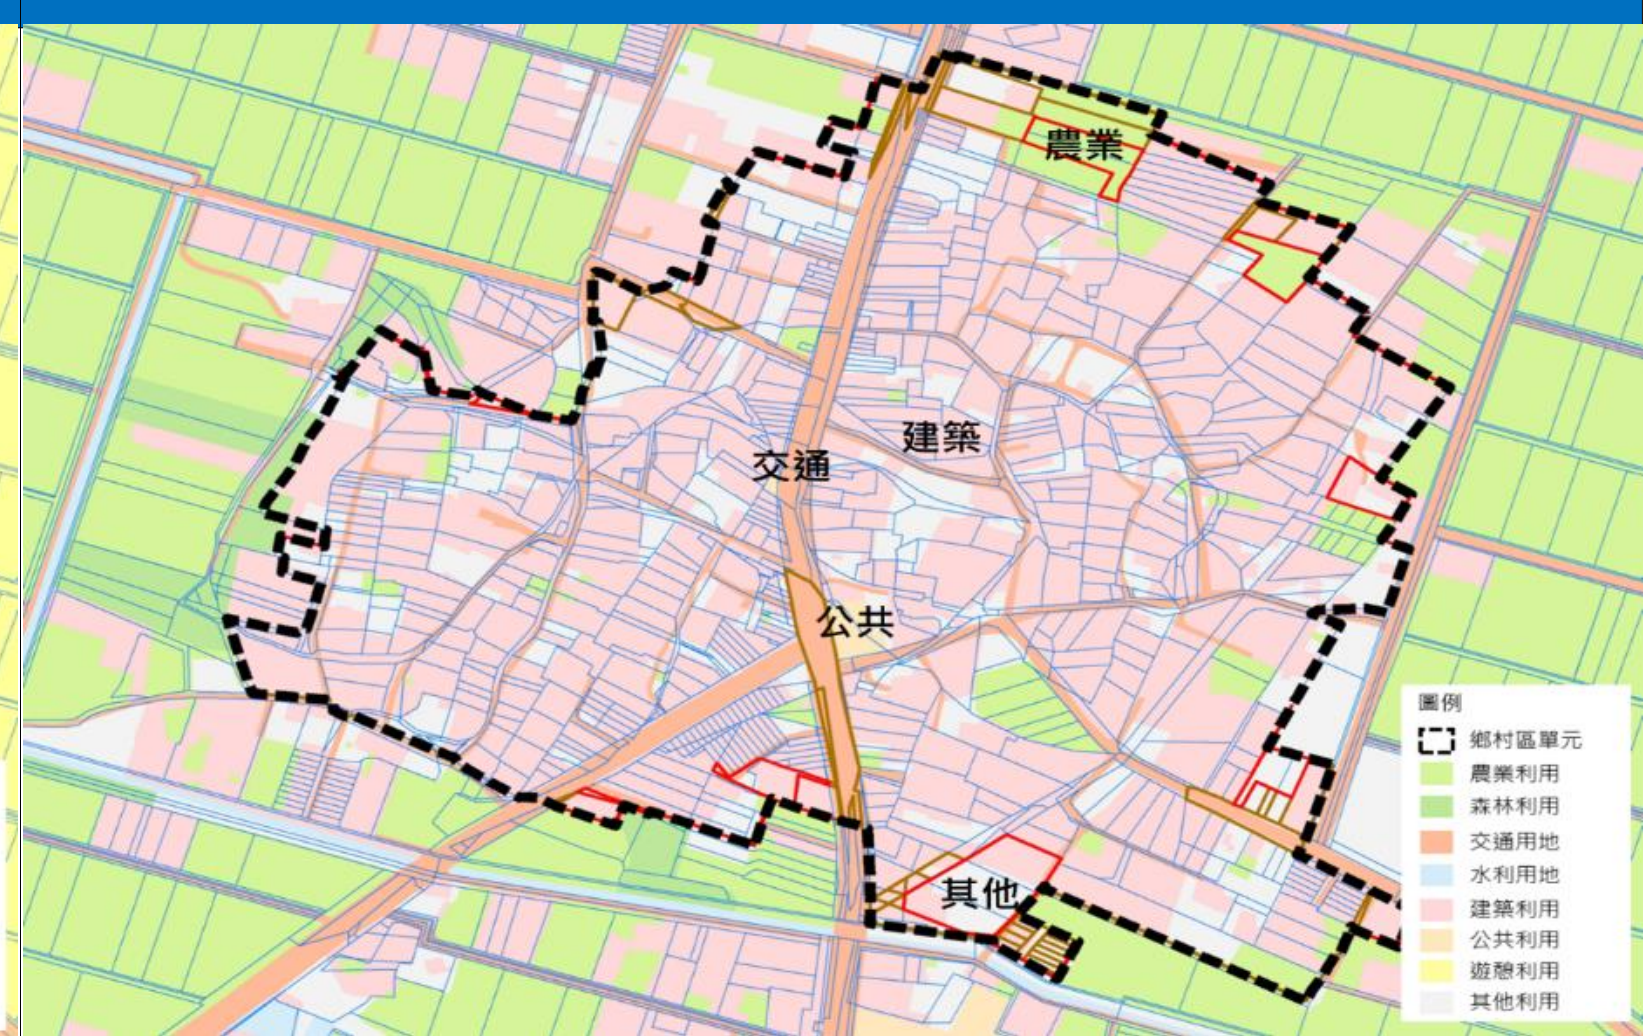 農業
建築
交通
公共
其他
圖例
鄉村區單元
農業利用
森林利用
交通用地
水利用地
建築利用
公共利用
遊憩利用
其他利用